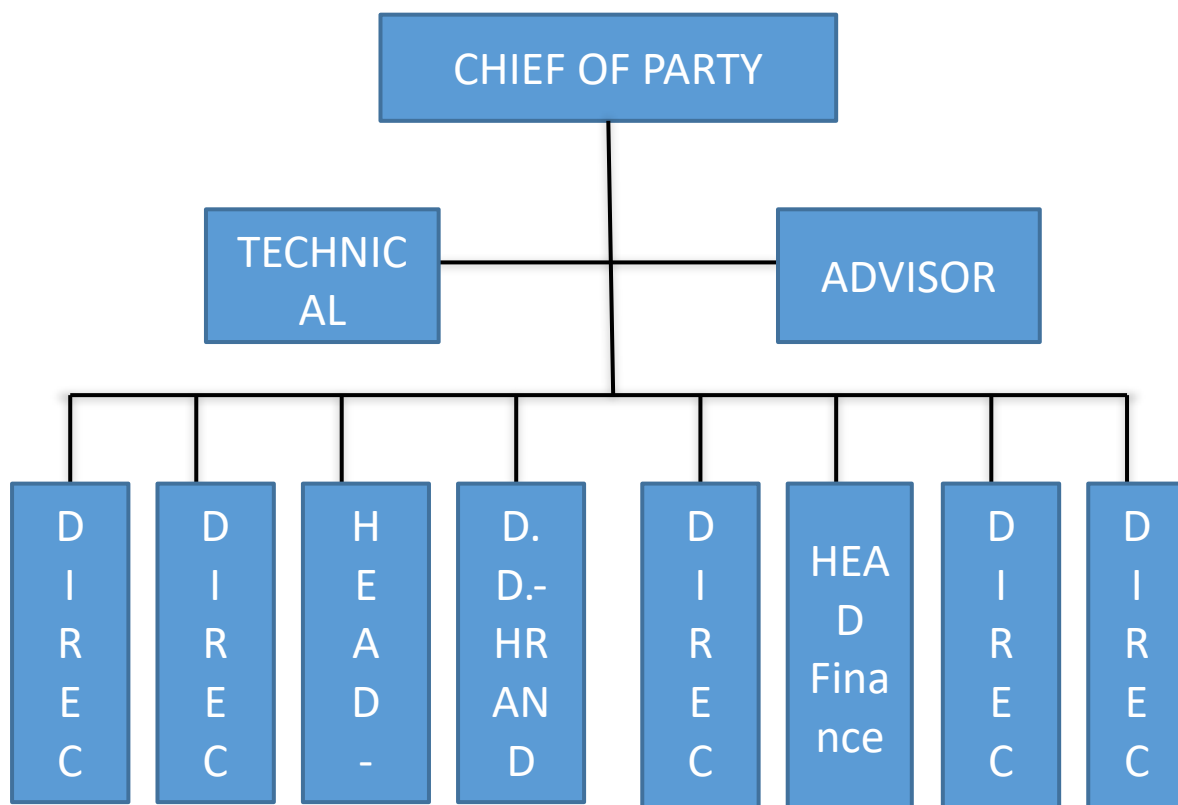 CHIEF OF PARTY
TECHNIC
AL
ADVISOR
D
I
R
E
C
D
I
R
E
C
H
E
A
D
-
D.
D.-
HR
AN
D
D
I
R
E
C
HEA
D
Fina
nce
D
I
R
E
C
D
I
R
E
C